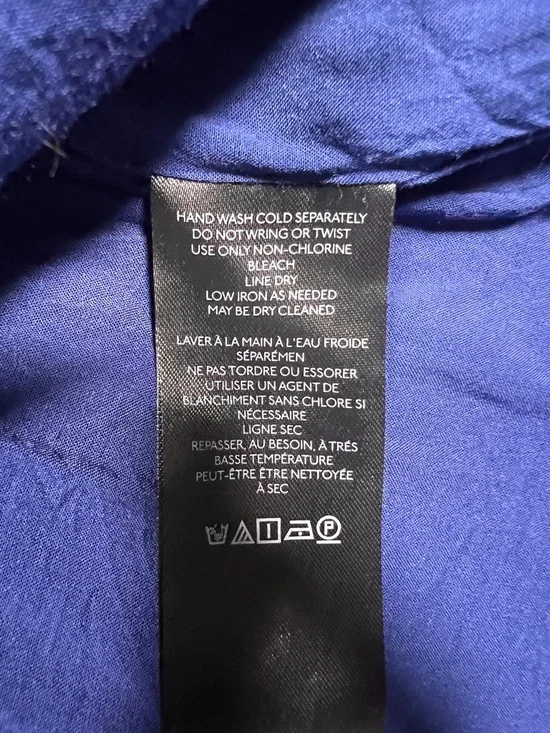 HAND WASH COLD SEPARATELY
DO NOT WRING OR TWIST
USE ONLY NON-CHLORINE
BLEACH
LINE DRY
LOW IRON AS NEEDED
MAY BE DRY CLEANED
LAVER À LA MAIN À L'EAU FROIDE
SÉPARÉMEN
NE PAS TORDRE OU ESSORER
UTILISER UN AGENT DE
BLANCHIMENT SANS CHLORE SI
NÉCESSAIRE
LIGNE SEC
REPASSER, AU BESOIN, À TRÉS
BASSE TEMPÉRATURE
PEUT-ÊTRE ÊTRE NETTOYÉE
À SEC
P